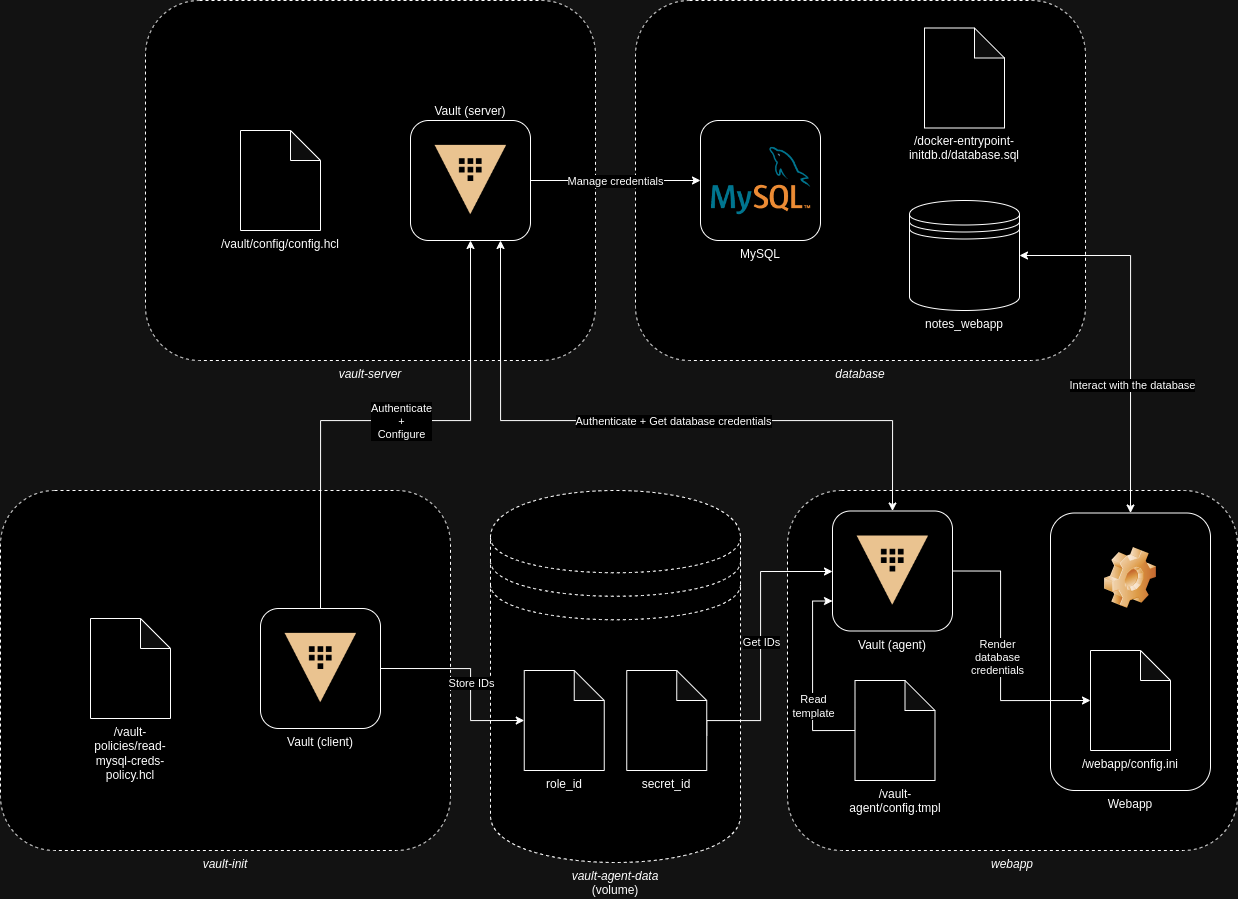 Vault (server)
/vault/config/config.hcl
vault-server
Manage credentials
MySQL™
MySQL
/docker-entrypoint-
initdb.d/database.sql
notes_webapp
database
Interact with the database
Authenticate
+
Configure
Authenticate + Get database credentials
/vault-
policies/read-
mysql-creds-
policy.hcl
Vault (client)
vault-init
Store IDs
role_id
secret_id
vault-agent-data
(volume)
Get IDs
Vault (agent)
Read
template
/vault-
agent/config.tmpl
Render
database
credentials
/webapp/config.ini
Webapp
webapp